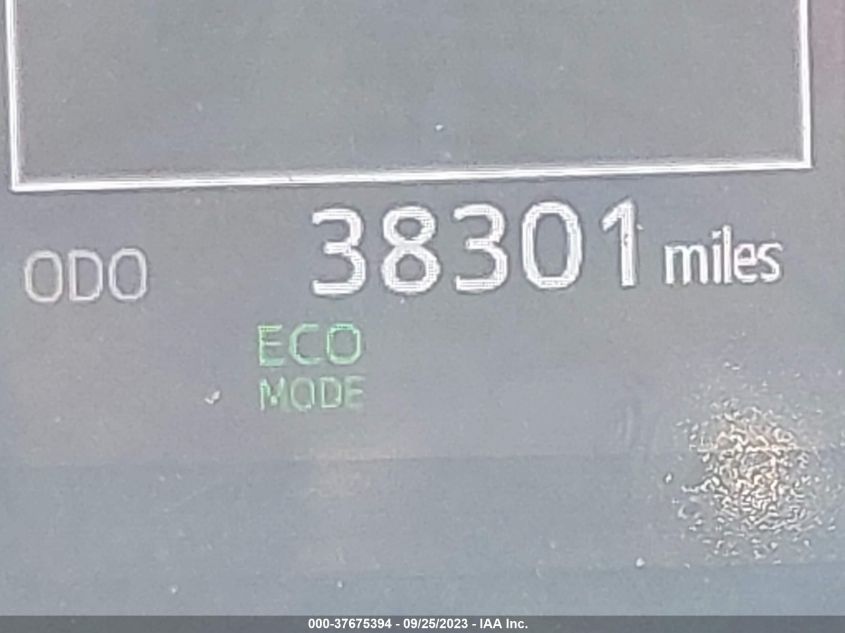 ODO 38301 miles
ECO
MODE
000-37675394 - 09/25/2023 - IAA Inc.